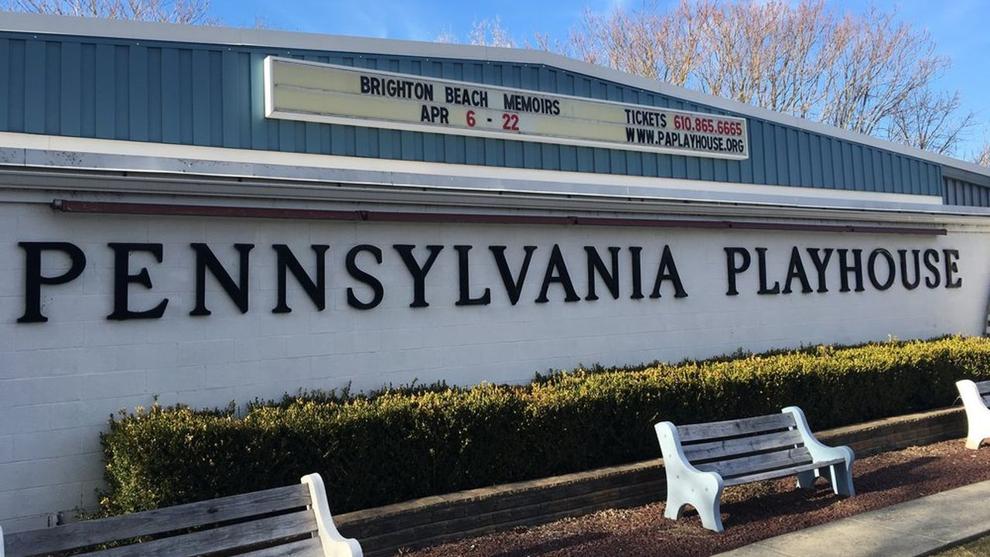 BRIGHTON BEACH MEMOIRS
APR 6 - 22
TICKETS 610.865.6665
WWW.PAPLAYHOUSE.ORG
PENNSYLVANIA PLAYHOUSE